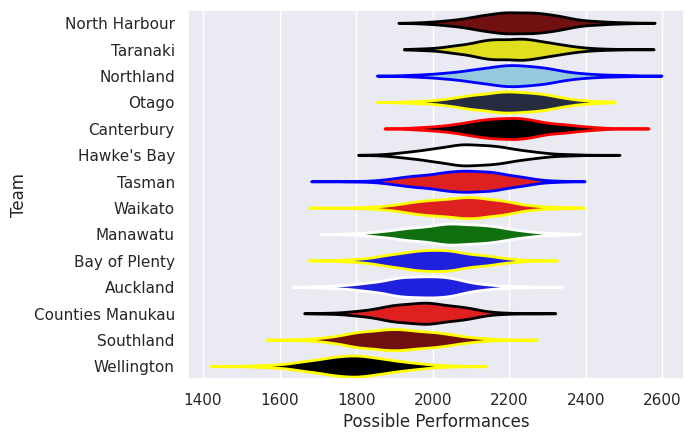 North Harbour
Taranaki
Northland
Otago
Canterbury
Hawke's Bay
Tasman
Waikato
Manawatu
Bay of Plenty
Auckland
Counties Manukau
Southland
Wellington
Team
1400 1600 1800 2000 2200 2400 2600
Possible Performances